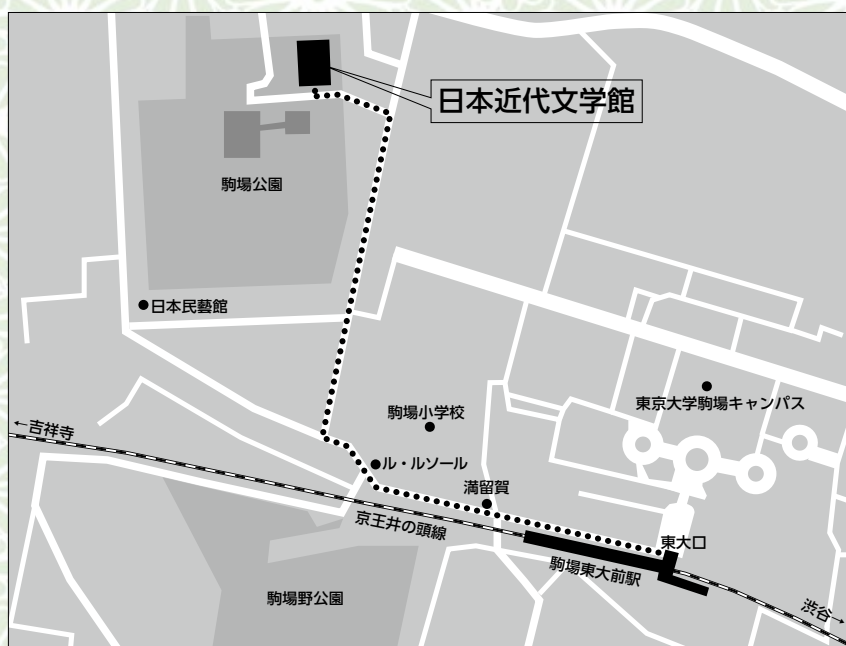 日本近代文学館
駒場公園
日本民藝館
東京大学駒場キャンパス
駒場小学校
←吉祥寺
ル・ルソール
満留賀
京王井の頭線
東大口
駒場東大前駅
駒場野公園
渋谷→